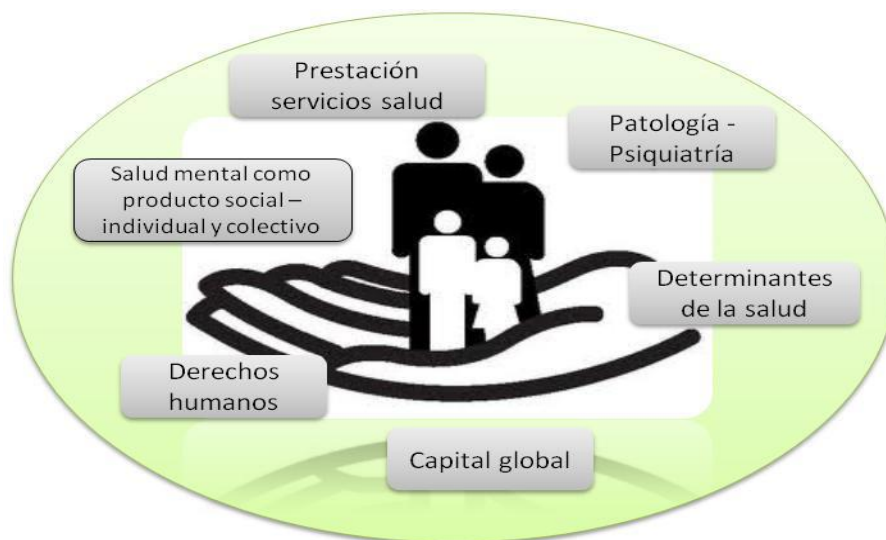 Prestación
servicios salud
Patología -
Psiquiatría
Salud mental como
producto social –
individual y colectivo
Determinantes
de la salud
Derechos
humanos
Capital global